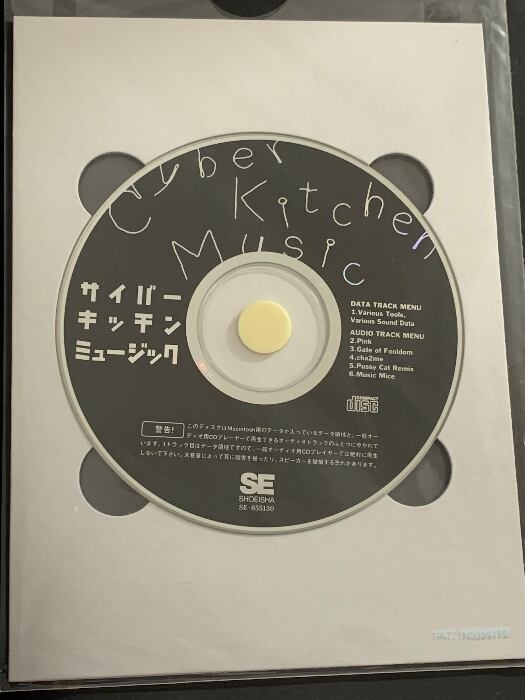 Cyber
Kitchen
Music
サイバー
キッチン
ミュージック
DATA TRACK MENU
1.Various Tools,
Various Sound Data
AUDIO TRACK MENU
2.Pink
3.Gate of Fooldom
4.cha2me
5.Pussy Cat Remix
6.Music Mice
COMPACT
disc
警告! このディスクはMacintosh用のデータが入っているデータ領域と、一般オー
ディオ用CDプレーヤーで再生できるオーディオトラックのふたつに分かれて
います。1トラック目はデータ領域ですので、一般オーディオ用CDプレイヤーでは絶対に再生
しないで下さい。大音量によって耳に障害を被ったり、スピーカーを破損する恐れがあります。
SE
SHOEISHA
SE-655130